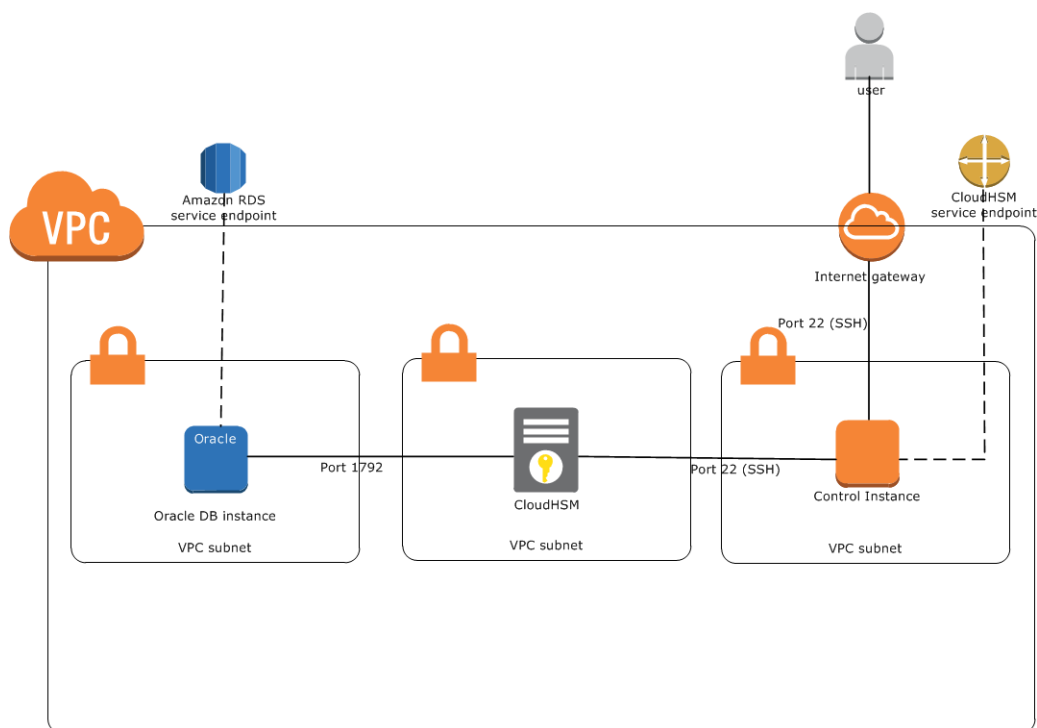 user
Amazon RDS
service endpoint
CloudHSM
service endpoint
VPC
Internet gateway
Port 22 (SSH)
Oracle
Port 1792
Port 22 (SSH)
Oracle DB instance
CloudHSM
Control Instance
VPC subnet
VPC subnet
VPC subnet